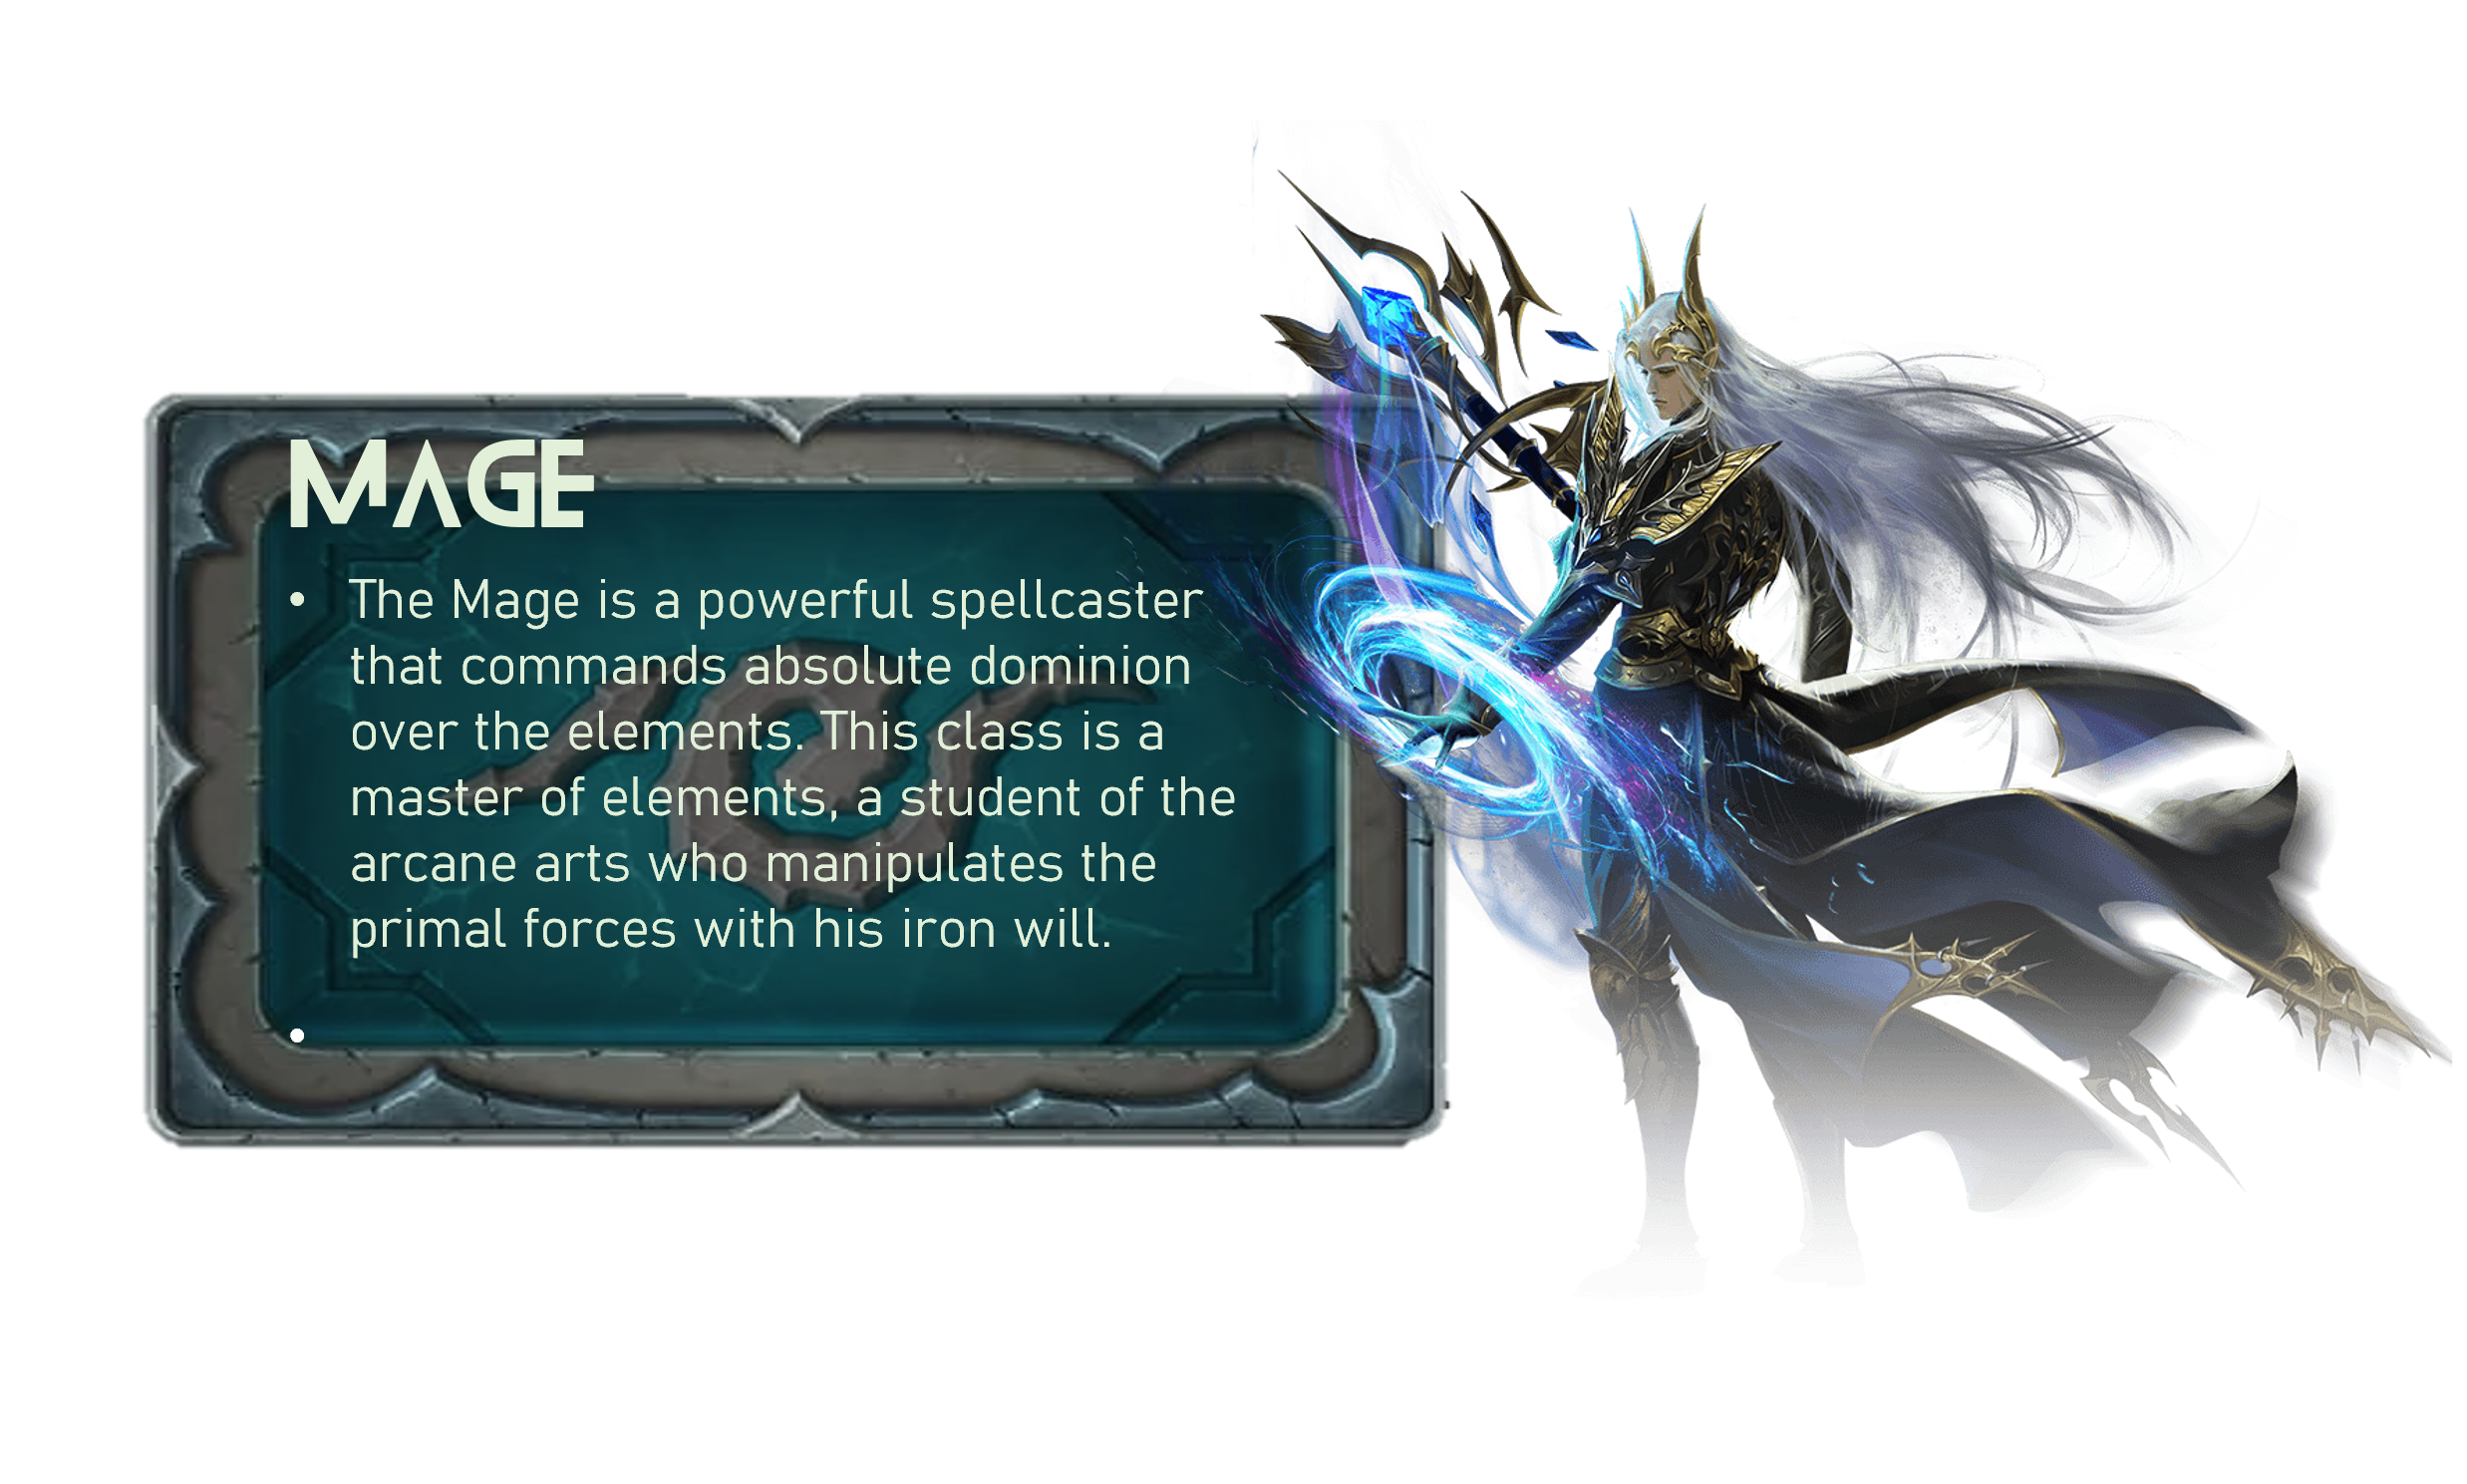 MAGE
• The Mage is a powerful spellcaster
that commands absolute dominion
over the elements. This class is a
master of elements, a student of the
arcane arts who manipulates the
primal forces with his iron will.
•